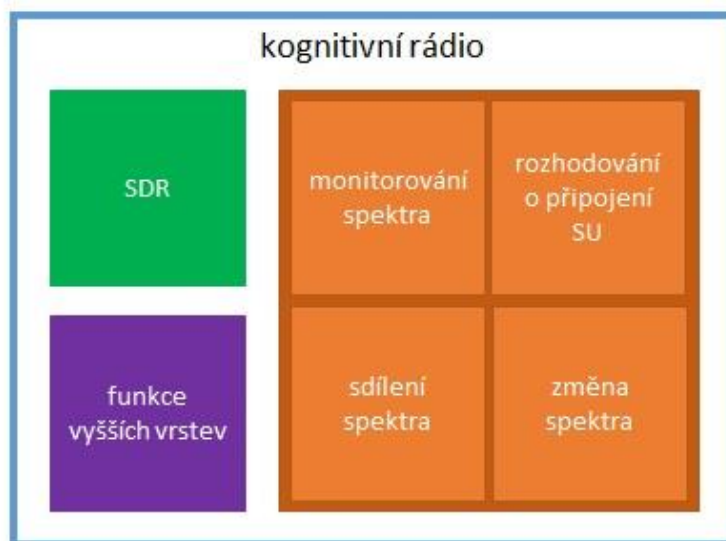 kognitivní rádio
SDR
monitorování
spektra
rozhodování
o připojení
SU
funkce
vyšších vrstev
sdílení
spektra
změna
spektra